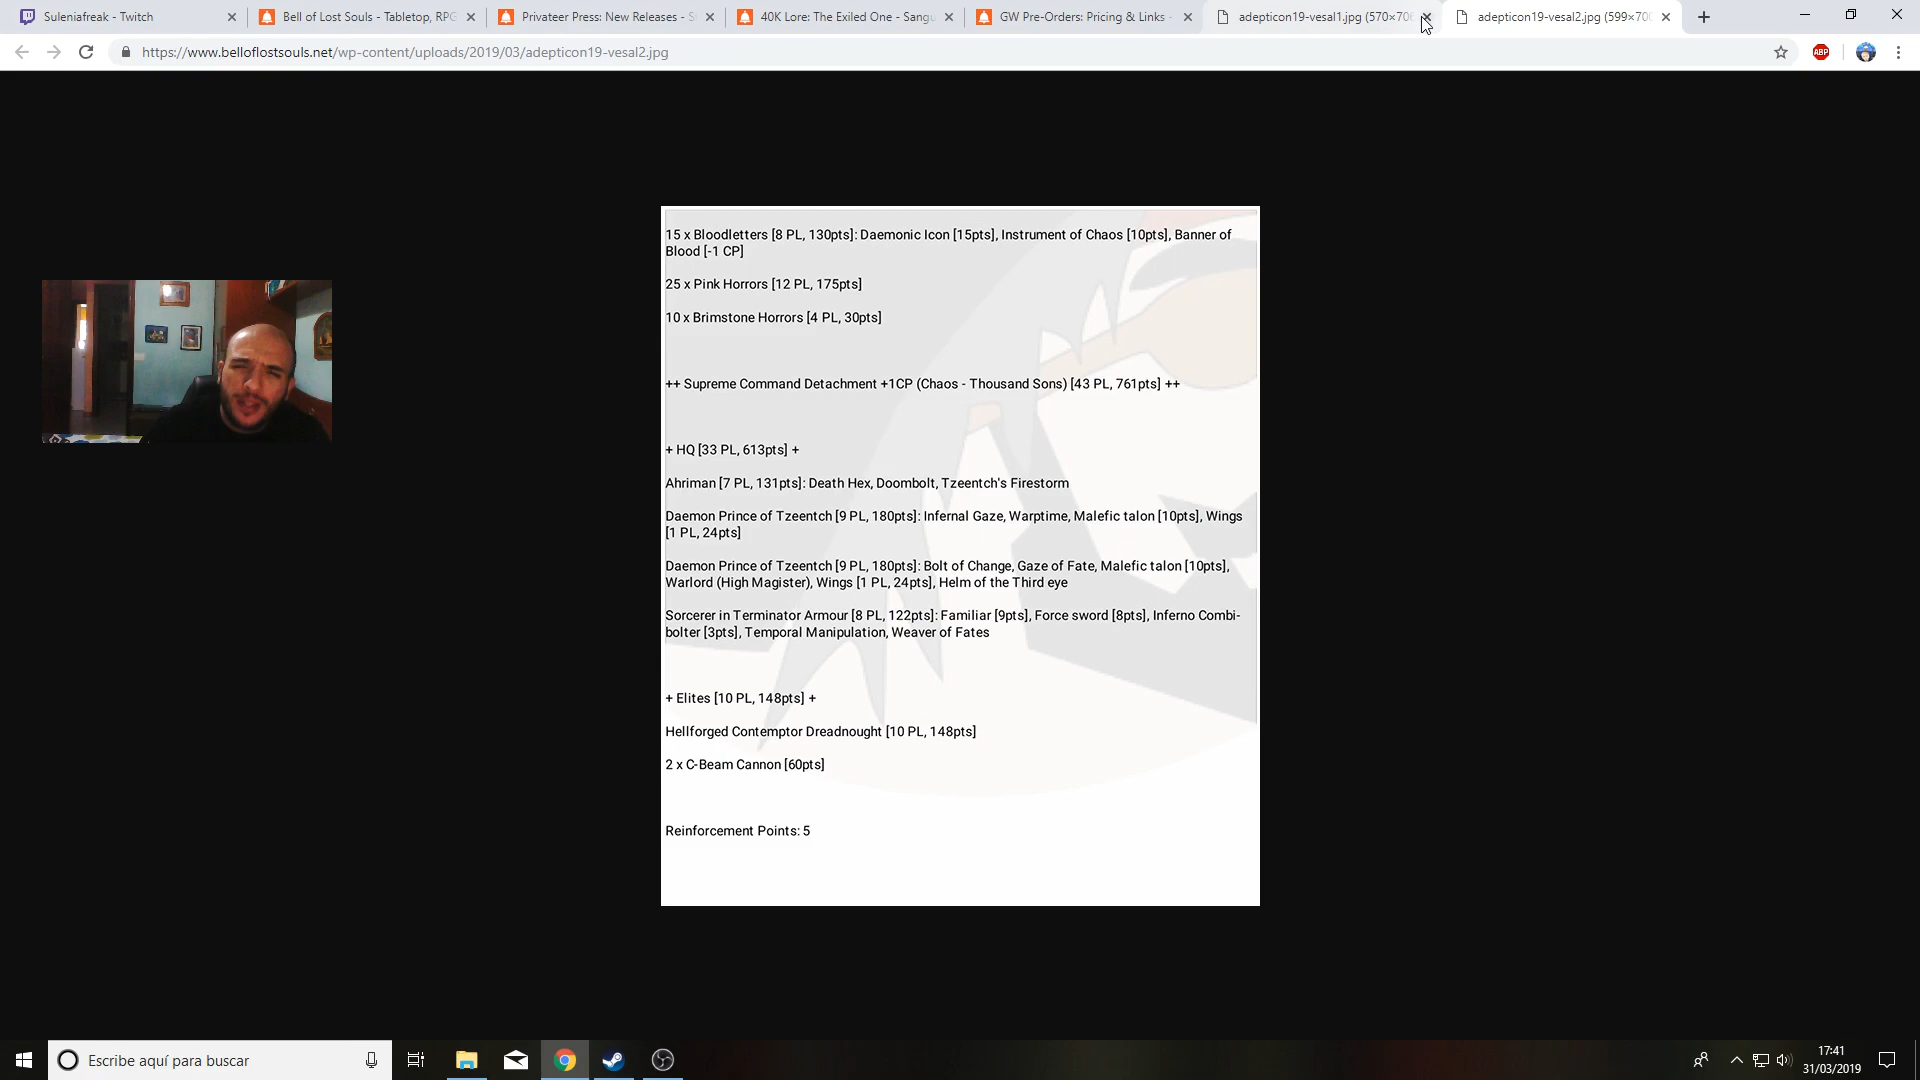 Suleniafreak - Twitch
Bell of Lost Souls - Tabletop, RPG
Privateer Press: New Releases - S
40K Lore: The Exiled One - Sangu
GW Pre-Orders: Pricing & Links -
adepticon19-vesal1.jpg (570×706
adepticon19-vesal2.jpg (599×700
https://www.belloflostsouls.net/wp-content/uploads/2019/03/adepticon19-vesal2.jpg
ABP
15 x Bloodletters [8 PL, 130pts]: Daemonic Icon [15pts], Instrument of Chaos [10pts], Banner of
Blood [-1 CP]
25 x Pink Horrors [12 PL, 175pts]
10 x Brimstone Horrors [4 PL, 30pts]
++ Supreme Command Detachment +1CP (Chaos - Thousand Sons) [43 PL, 761pts] ++
+ HQ [33 PL, 613pts] +
Ahriman [7 PL, 131pts]: Death Hex, Doombolt, Tzeentch's Firestorm
Daemon Prince of Tzeentch [9 PL, 180pts]: Infernal Gaze, Warptime, Malefic talon [10pts], Wings
[1 PL, 24pts]
Daemon Prince of Tzeentch [9 PL, 180pts]: Bolt of Change, Gaze of Fate, Malefic talon [10pts],
Warlord (High Magister), Wings [1 PL, 24pts], Helm of the Third eye
Sorcerer in Terminator Armour [8 PL, 122pts]: Familiar [9pts], Force sword [8pts], Inferno Combi-
bolter [3pts], Temporal Manipulation, Weaver of Fates
+ Elites [10 PL, 148pts] +
Hellforged Contemptor Dreadnought [10 PL, 148pts]
2 x C-Beam Cannon [60pts]
Reinforcement Points: 5
Escribe aquí para buscar
17:41
31/03/2019